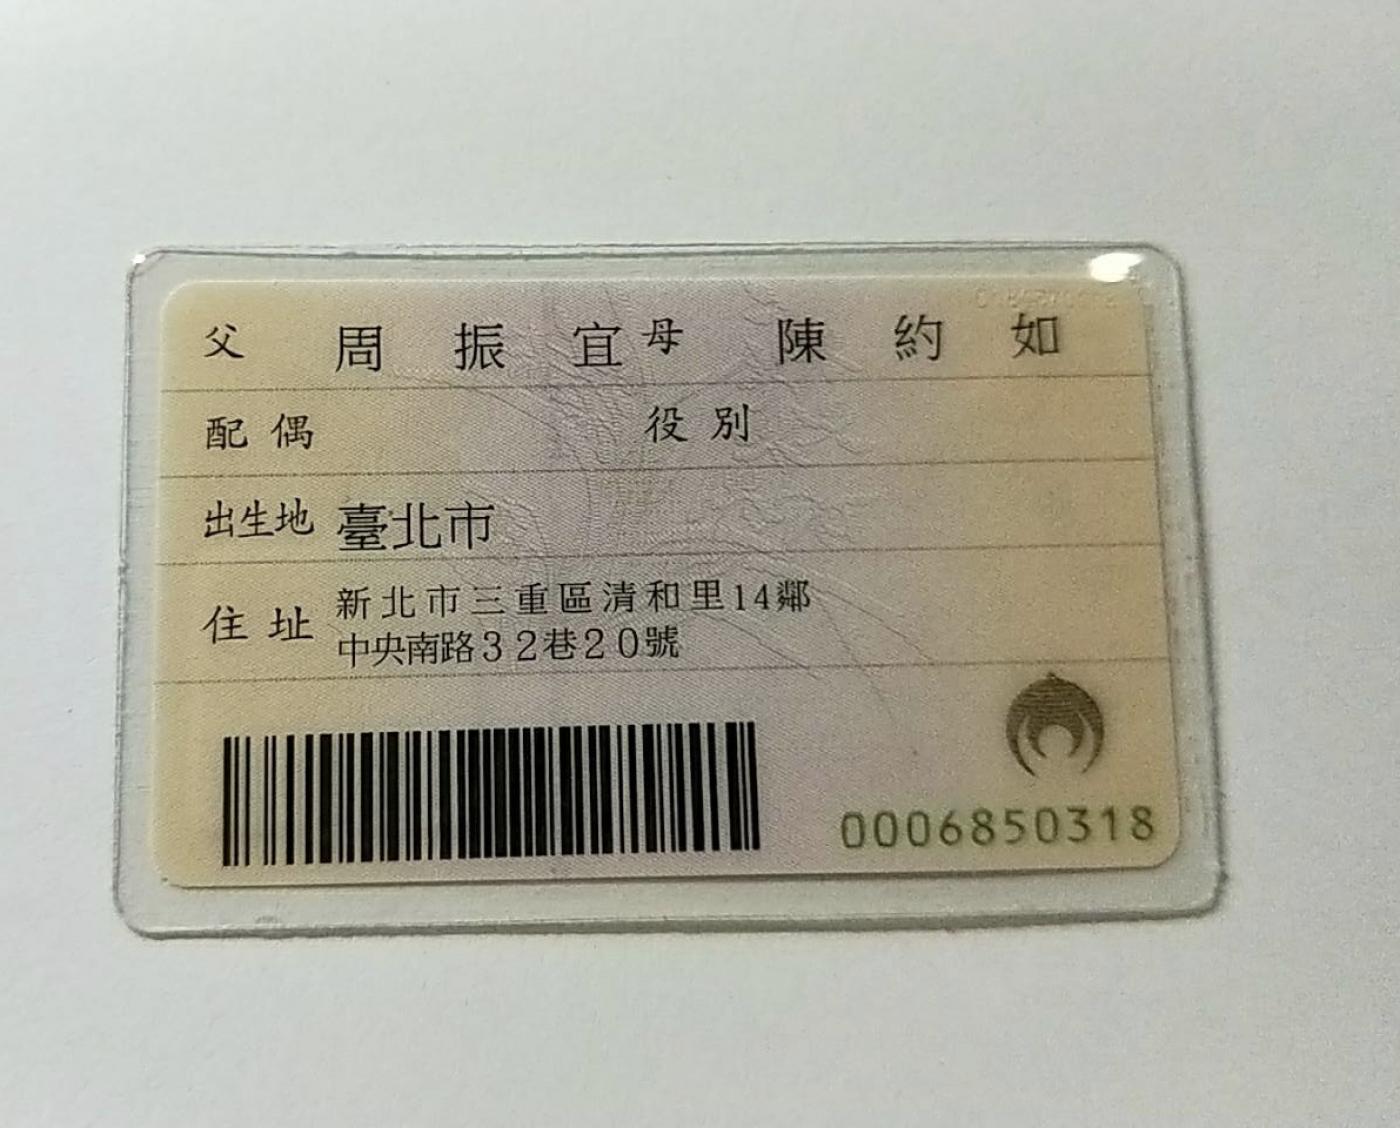 父 周振宜 母 陳約如
配偶 役別
出生地 臺北市
住址 新北市三重區清和里14鄰
中央南路32巷20號
0006850318